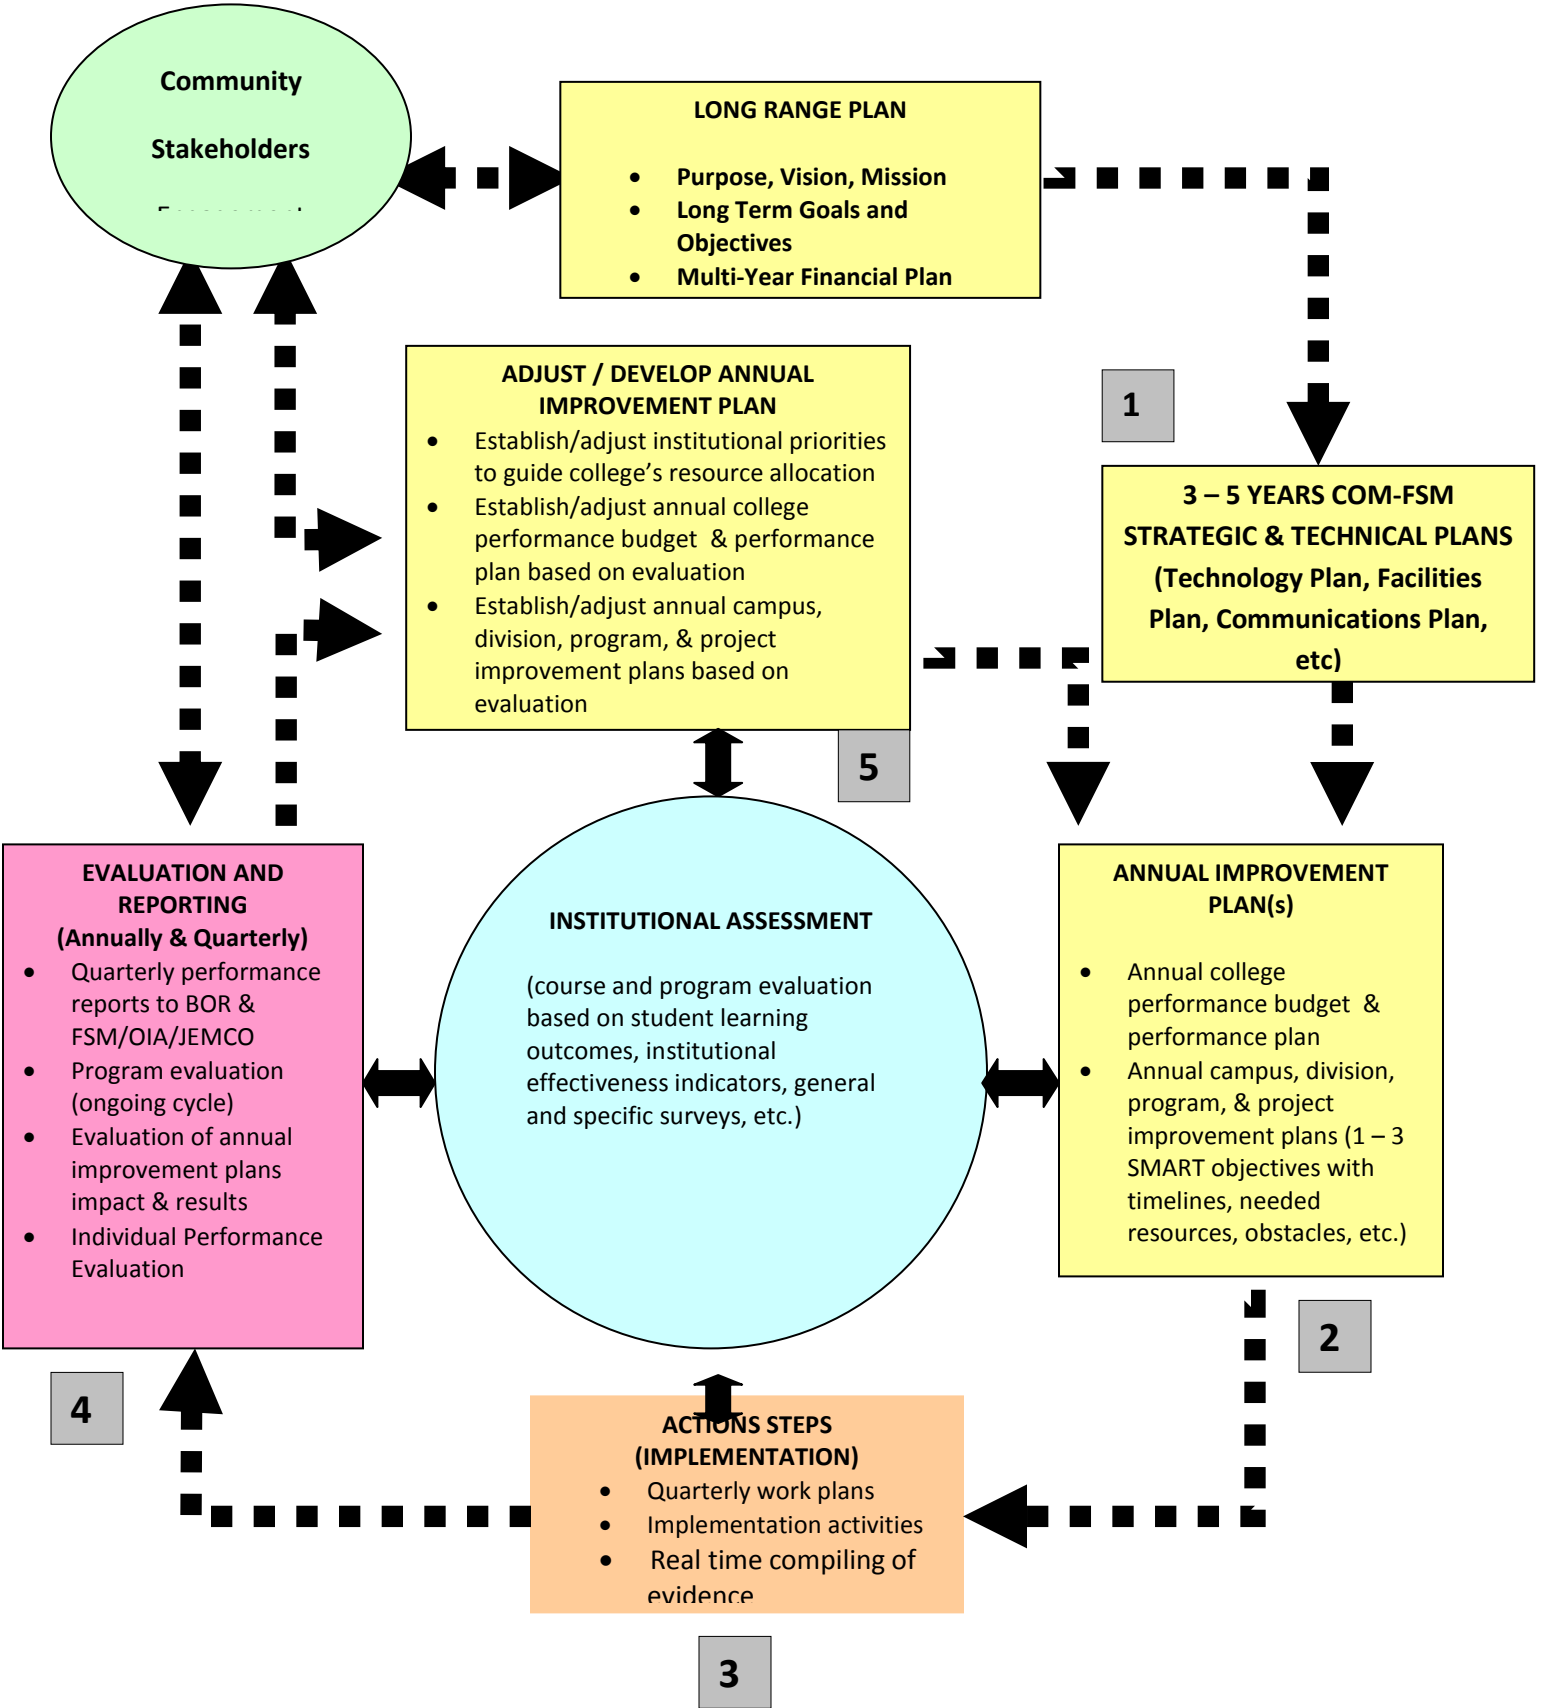 Community
Stakeholders
LONG RANGE PLAN
• Purpose, Vision, Mission
• Long Term Goals and
Objectives
• Multi-Year Financial Plan
ADJUST / DEVELOP ANNUAL
IMPROVEMENT PLAN
• Establish/adjust institutional priorities
to guide college’s resource allocation
• Establish/adjust annual college
performance budget & performance
plan based on evaluation
• Establish/adjust annual campus,
division, program, & project
improvement plans based on
evaluation
1
3 – 5 YEARS COM-FSM
STRATEGIC & TECHNICAL PLANS
(Technology Plan, Facilities
Plan, Communications Plan,
etc)
5
EVALUATION AND
REPORTING
(Annually & Quarterly)
• Quarterly performance
reports to BOR &
FSM/OIA/JEMCO
• Program evaluation
(ongoing cycle)
• Evaluation of annual
improvement plans
impact & results
• Individual Performance
Evaluation
INSTITUTIONAL ASSESSMENT
(course and program evaluation
based on student learning
outcomes, institutional
effectiveness indicators, general
and specific surveys, etc.)
ANNUAL IMPROVEMENT
PLAN(s)
• Annual college
performance budget &
performance plan
• Annual campus, division,
program, & project
improvement plans (1 – 3
SMART objectives with
timelines, needed
resources, obstacles, etc.)
2
4
ACTIONS STEPS
(IMPLEMENTATION)
• Quarterly work plans
• Implementation activities
• Real time compiling of
evidence
3